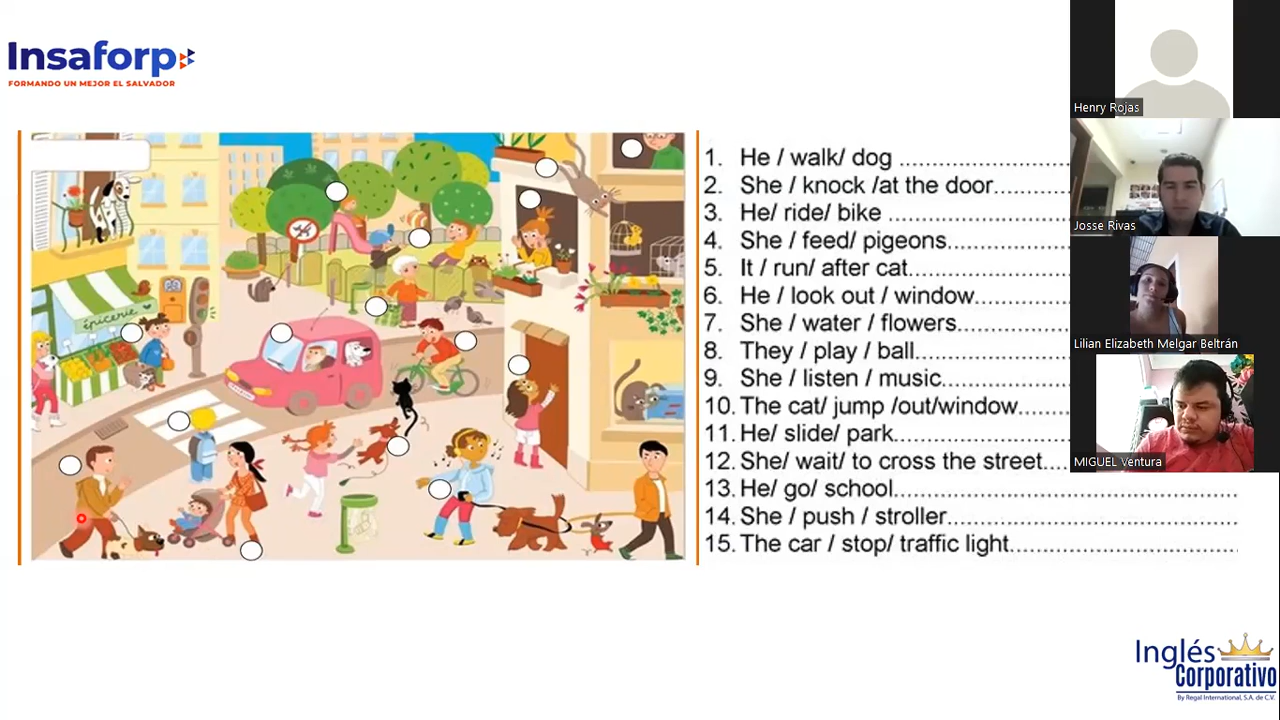 Insaforp
FORMANDO UN MEJOR EL SALVADOR
épicerie
1. He / walk/ dog ..........................
2. She / knock /at the door..............
3. He/ ride/ bike ..........................
4. She / feed/ pigeons....................
5. It / run/ after cat..........................
6. He / look out / window................
7. She / water / flowers...................
8. They / play / ball..........................
9. She / listen / music.....................
10. The cat/ jump /out/window.........
11. He/ slide/ park.............................
12. She/ wait/ to cross the street....
13. He/ go/ school.......................................................
14. She / push / stroller...............................................
15. The car / stop/ traffic light.....................................
Henry Rojas
Josse Rivas
Lilian Elizabeth Melgar Beltrán
MIGUEL Ventura
Inglés
Corporativo
By Regal International, S.A. de C.V.